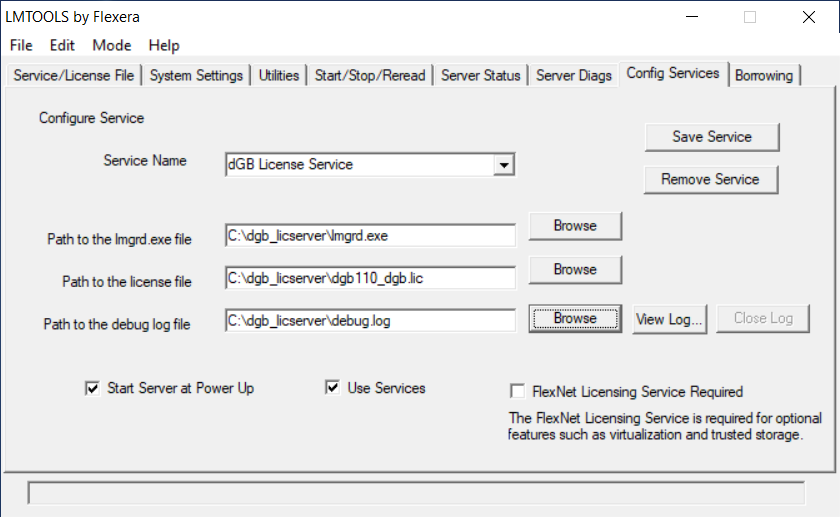 LMTOOLS by Flexera
File Edit Mode Help
Service/License File System Settings Utilities Start/Stop/Reread Server Status Server Diags Config Services Borrowing
Configure Service
Save Service
Service Name dGB License Service
Remove Service
Path to the lmgrd.exe file C:\dgb_licserver\lmgrd.exe Browse
Path to the license file C:\dgb_licserver\dgb110_dgb.lic Browse
Path to the debug log file C:\dgb_licserver\debug.log Browse View Log... Close Log
Start Server at Power Up Use Services FlexNet Licensing Service Required
The FlexNet Licensing Service is required for optional
features such as virtualization and trusted storage.